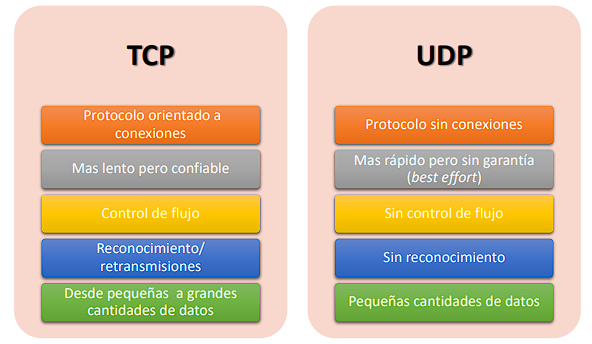 TCP
Protocolo orientado a
conexiones
Mas lento pero confiable
Control de flujo
Reconocimiento/
retransmisiones
Desde pequeñas a grandes
cantidades de datos
UDP
Protocolo sin conexiones
Mas rápido pero sin garantía
(best effort)
Sin control de flujo
Sin reconocimiento
Pequeñas cantidades de datos